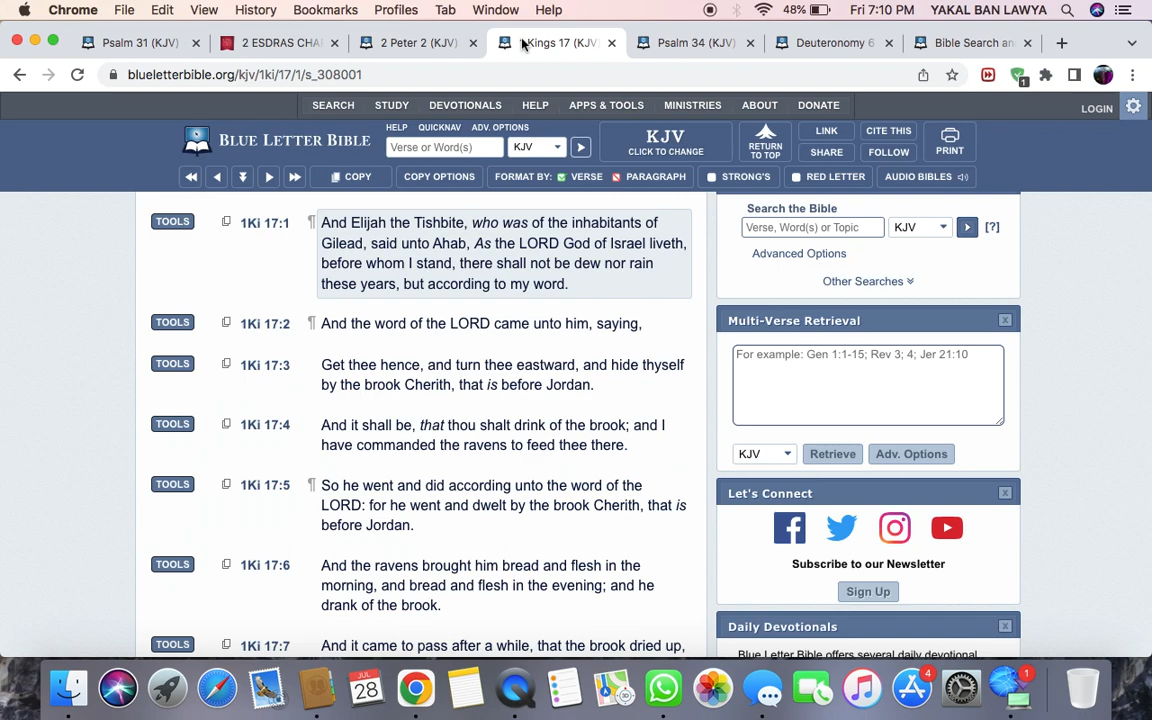 Chrome File Edit View History Bookmarks Profiles Tab Window Help 48% Fri 7:10 PM YAKAL BAN LAWYA
Psalm 31 (KJV) 2 ESDRAS CHA 2 Peter 2 (KJV) Kings 17 (KJV) Psalm 34 (KJV) Deuteronomy 6 Bible Search an
blueletterbible.org/kjv/1ki/17/1/s_308001 1
SEARCH STUDY DEVOTIONALS HELP APPS & TOOLS MINISTRIES ABOUT DONATE LOGIN
BLUE LETTER BIBLE
HELP QUICKNAV ADV. OPTIONS
Verse or Word(s) KJV
KJV
CLICK TO CHANGE
RETURN
TO TOP
LINK CITE THIS
SHARE FOLLOW
PRINT
COPY COPY OPTIONS FORMAT BY: VERSE PARAGRAPH STRONG'S RED LETTER AUDIO BIBLES
TOOLS 1Ki 17:1 ¶ And Elijah the Tishbite, who was of the inhabitants of
Gilead, said unto Ahab, As the LORD God of Israel liveth,
before whom I stand, there shall not be dew nor rain
these years, but according to my word.
TOOLS 1Ki 17:2 ¶ And the word of the LORD came unto him, saying,
TOOLS 1Ki 17:3 Get thee hence, and turn thee eastward, and hide thyself
by the brook Cherith, that is before Jordan.
TOOLS 1Ki 17:4 And it shall be, that thou shalt drink of the brook; and I
have commanded the ravens to feed thee there.
TOOLS 1Ki 17:5 ¶ So he went and did according unto the word of the
LORD: for he went and dwelt by the brook Cherith, that is
before Jordan.
TOOLS 1Ki 17:6 And the ravens brought him bread and flesh in the
morning, and bread and flesh in the evening; and he
drank of the brook.
TOOLS 1Ki 17:7 And it came to pass after a while, that the brook dried up,
Search the Bible
Verse, Word(s) or Topic KJV [?]
Advanced Options
Other Searches
Multi-Verse Retrieval x
For example: Gen 1:1-15; Rev 3; 4; Jer 21:10
KJV Retrieve Adv. Options
Let's Connect x
Subscribe to our Newsletter
Sign Up
Daily Devotionals x
Blue Letter Bible offers several daily devotional
JUL
28
4
1